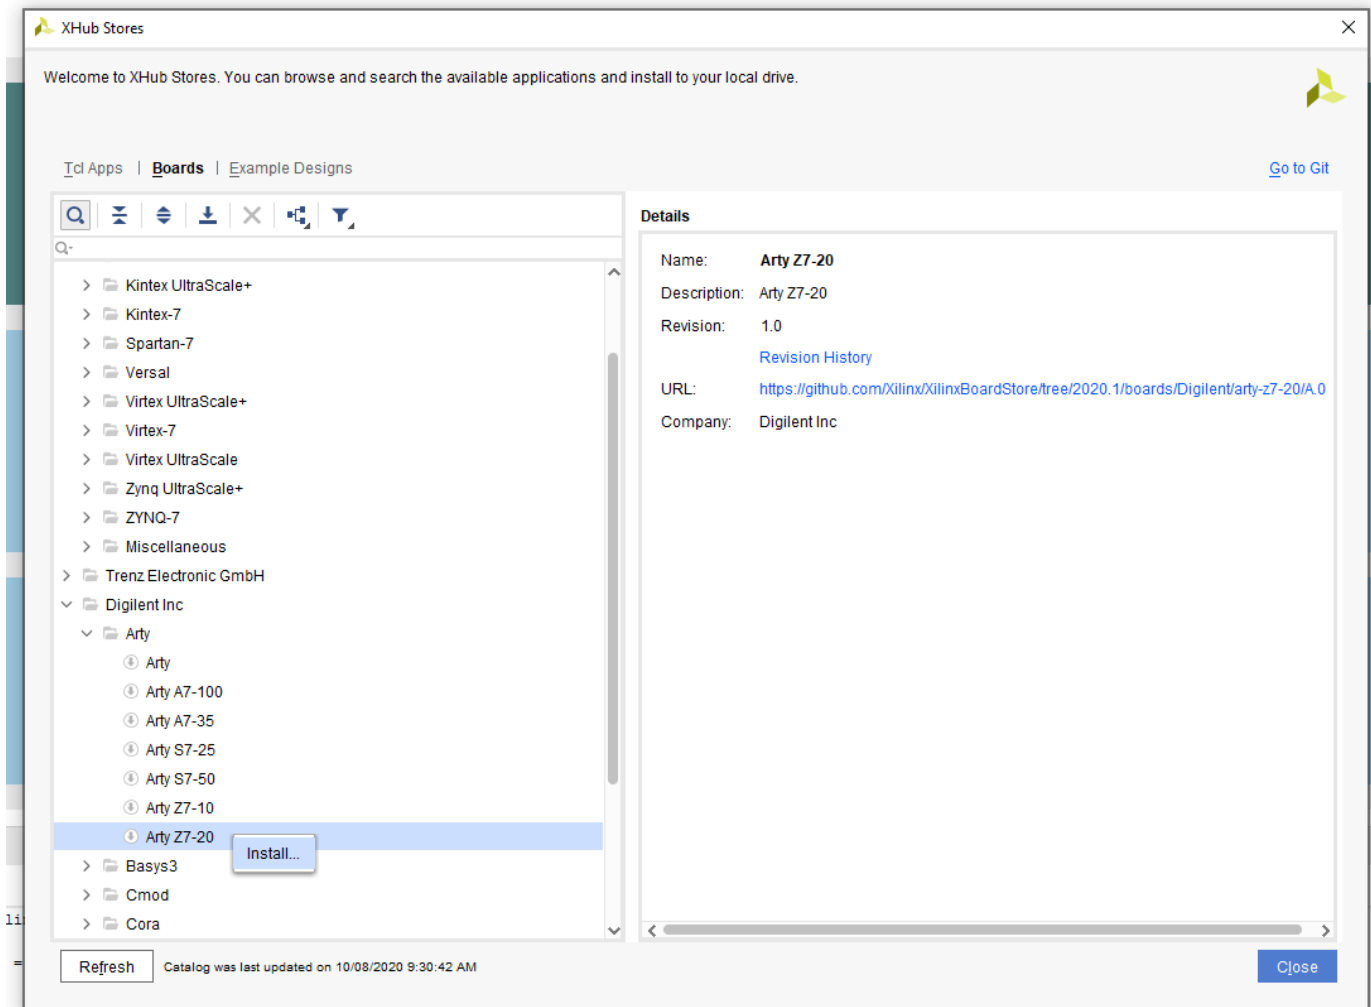 XHub Stores
Welcome to XHub Stores. You can browse and search the available applications and install to your local drive.
Tcl Apps | Boards | Example Designs
Go to Git
Kintex UltraScale+
Kintex-7
Spartan-7
Versal
Virtex UltraScale+
Virtex-7
Virtex UltraScale
Zynq UltraScale+
ZYNQ-7
Miscellaneous
Trenz Electronic GmbH
Digilent Inc
Arty
Arty
Arty A7-100
Arty A7-35
Arty S7-25
Arty S7-50
Arty Z7-10
Arty Z7-20
Install...
Basys3
Cmod
Cora
Details
Name: Arty Z7-20
Description: Arty Z7-20
Revision: 1.0
Revision History
URL: https://github.com/Xilinx/XilinxBoardStore/tree/2020.1/boards/Digilent/arty-z7-20/A.0
Company: Digilent Inc
li
=
Refresh
Catalog was last updated on 10/08/2020 9:30:42 AM
Close